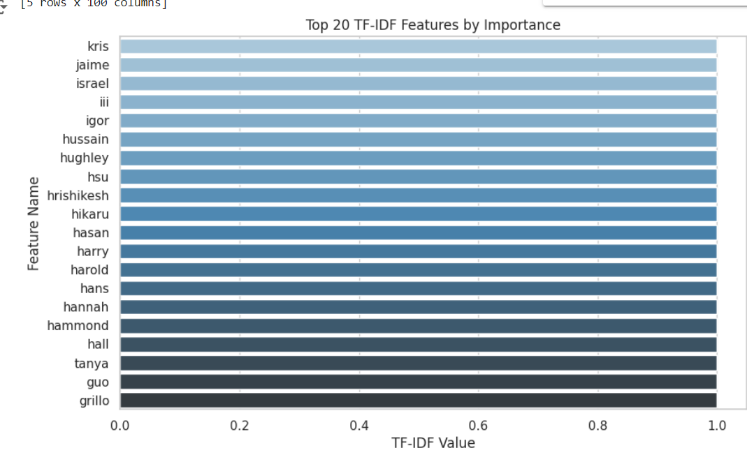 [5 rows x 100 columns]
Top 20 TF-IDF Features by Importance
kris
jaime
israel
iii
igor
hussain
hughley
hsu
hrishikesh
hikaru
hasan
harry
harold
hans
hannah
hammond
hall
tanya
guo
grillo
Feature Name
0.0 0.2 0.4 0.6 0.8 1.0
TF-IDF Value